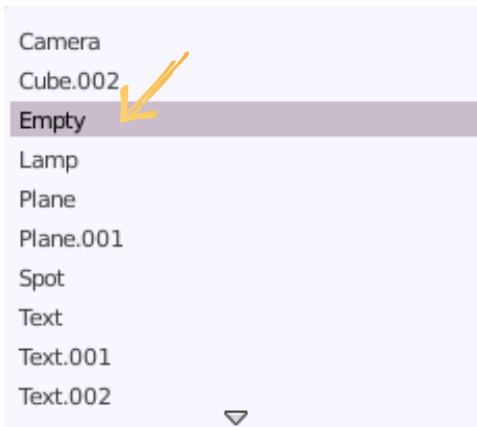 Camera
Cube.002
Empty
Lamp
Plane
Plane.001
Spot
Text
Text.001
Text.002